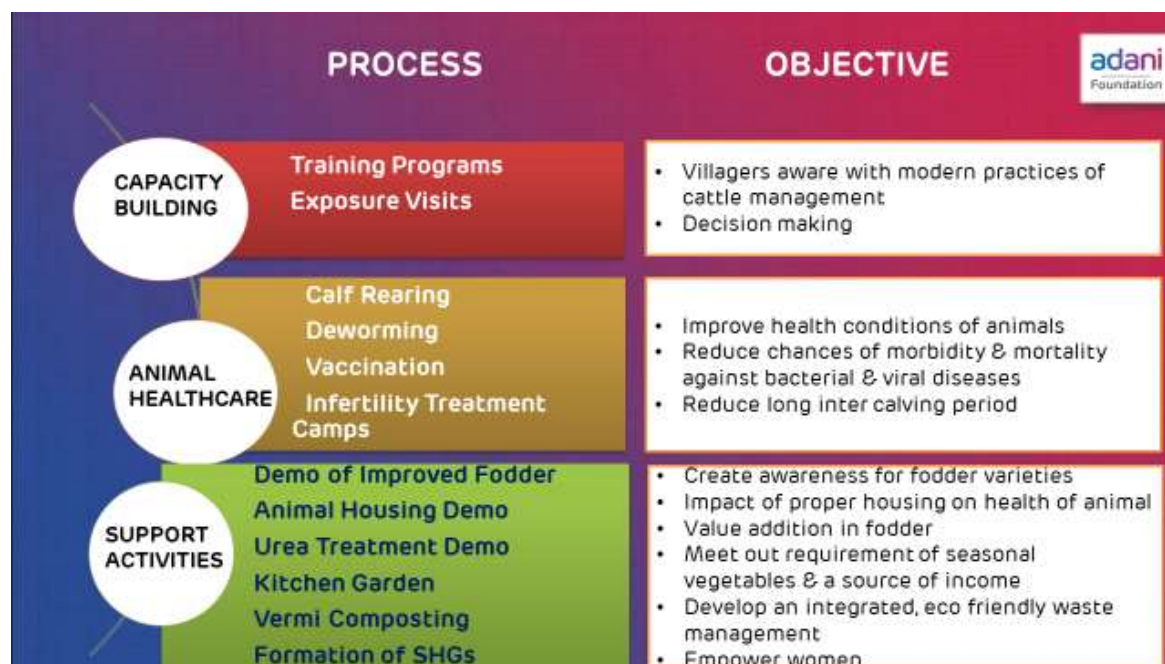 PROCESS
OBJECTIVE
adani
Foundation
CAPACITY
BUILDING
Training Programs
Exposure Visits
• Villagers aware with modern practices of
cattle management
• Decision making
ANIMAL
HEALTHCARE
Calf Rearing
Deworming
Vaccination
Infertility Treatment
Camps
• Improve health conditions of animals
• Reduce chances of morbidity & mortality
against bacterial & viral diseases
• Reduce long inter calving period
SUPPORT
ACTIVITIES
Demo of Improved Fodder
Animal Housing Demo
Urea Treatment Demo
Kitchen Garden
Vermi Composting
Formation of SHGs
• Create awareness for fodder varieties
• Impact of proper housing on health of animal
• Value addition in fodder
• Meet out requirement of seasonal
vegetables & a source of income
• Develop an integrated, eco friendly waste
management
• Empower women